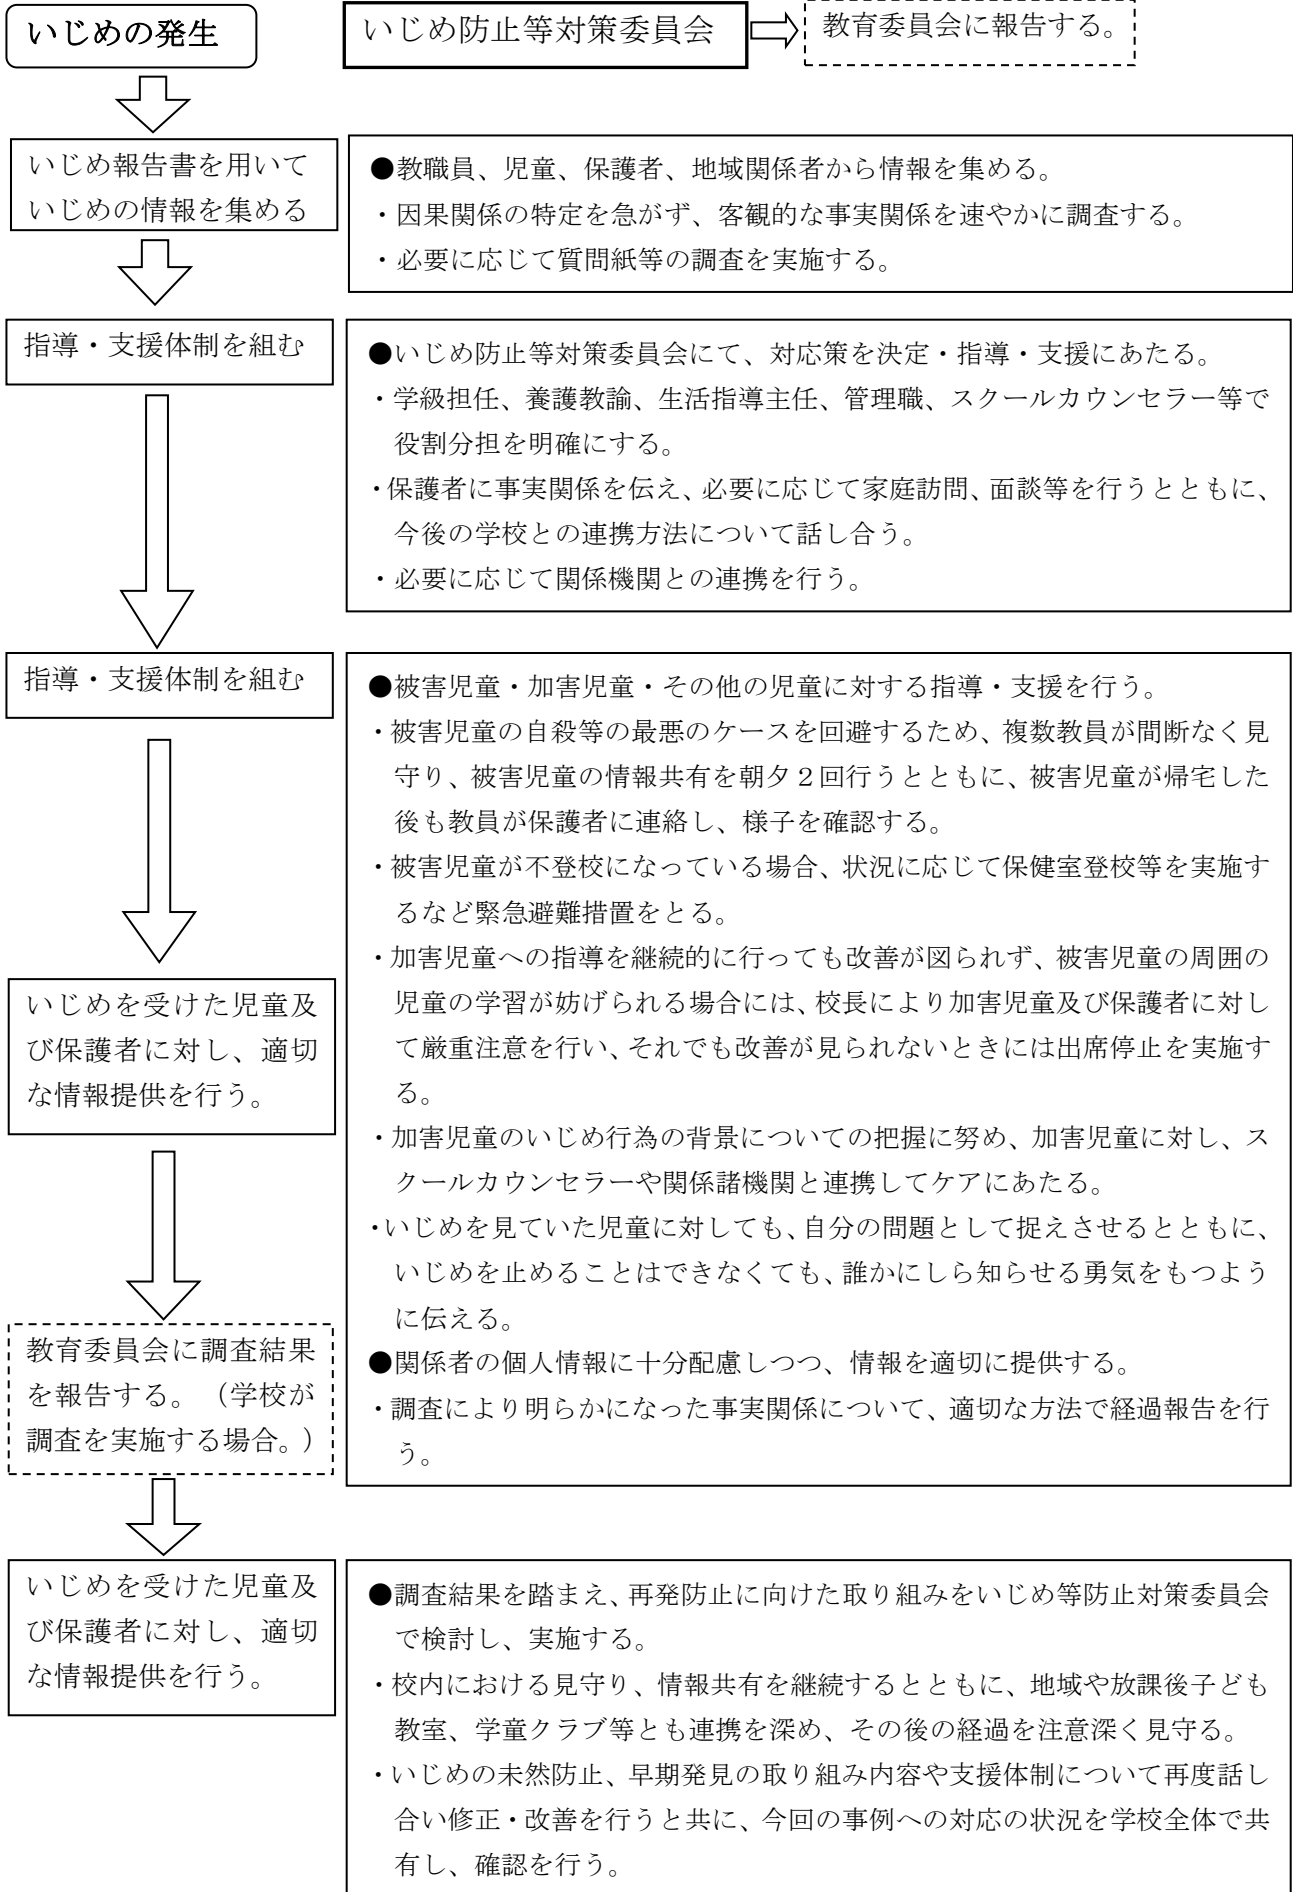 いじめの発生
いじめ防止等対策委員会
教育委員会に報告する。
いじめ報告書を用いて
いじめの情報を集める
●教職員、児童、保護者、地域関係者から情報を集める。
・因果関係の特定を急がず、客観的な事実関係を速やかに調査する。
・必要に応じて質問紙等の調査を実施する。
指導・支援体制を組む
●いじめ防止等対策委員会にて、対応策を決定・指導・支援にあたる。
・学級担任、養護教諭、生活指導主任、管理職、スクールカウンセラー等で
役割分担を明確にする。
・保護者に事実関係を伝え、必要に応じて家庭訪問、面談等を行うとともに、
今後の学校との連携方法について話し合う。
・必要に応じて関係機関との連携を行う。
指導・支援体制を組む
●被害児童・加害児童・その他の児童に対する指導・支援を行う。
・被害児童の自殺等の最悪のケースを回避するため、複数教員が間断なく見
守り、被害児童の情報共有を朝夕２回行うとともに、被害児童が帰宅した
後も教員が保護者に連絡し、様子を確認する。
・被害児童が不登校になっている場合、状況に応じて保健室登校等を実施す
るなど緊急避難措置をとる。
・加害児童への指導を継続的に行っても改善が図られず、被害児童の周囲の
児童の学習が妨げられる場合には、校長により加害児童及び保護者に対し
て厳重注意を行い、それでも改善が見られないときには出席停止を実施す
る。
・加害児童のいじめ行為の背景についての把握に努め、加害児童に対し、ス
クールカウンセラーや関係諸機関と連携してケアにあたる。
・いじめを見ていた児童に対しても、自分の問題として捉えさせるとともに、
いじめを止めることはできなくても、誰かにしら知らせる勇気をもつよう
に伝える。
●関係者の個人情報に十分配慮しつつ、情報を適切に提供する。
・調査により明らかになった事実関係について、適切な方法で経過報告を行
う。
いじめを受けた児童及
び保護者に対し、適切
な情報提供を行う。
教育委員会に調査結果
を報告する。（学校が
調査を実施する場合。）
いじめを受けた児童及
び保護者に対し、適切
な情報提供を行う。
●調査結果を踏まえ、再発防止に向けた取り組みをいじめ等防止対策委員会
で検討し、実施する。
・校内における見守り、情報共有を継続するとともに、地域や放課後子ども
教室、学童クラブ等とも連携を深め、その後の経過を注意深く見守る。
・いじめの未然防止、早期発見の取り組み内容や支援体制について再度話し
合い修正・改善を行うと共に、今回の事例への対応の状況を学校全体で共
有し、確認を行う。